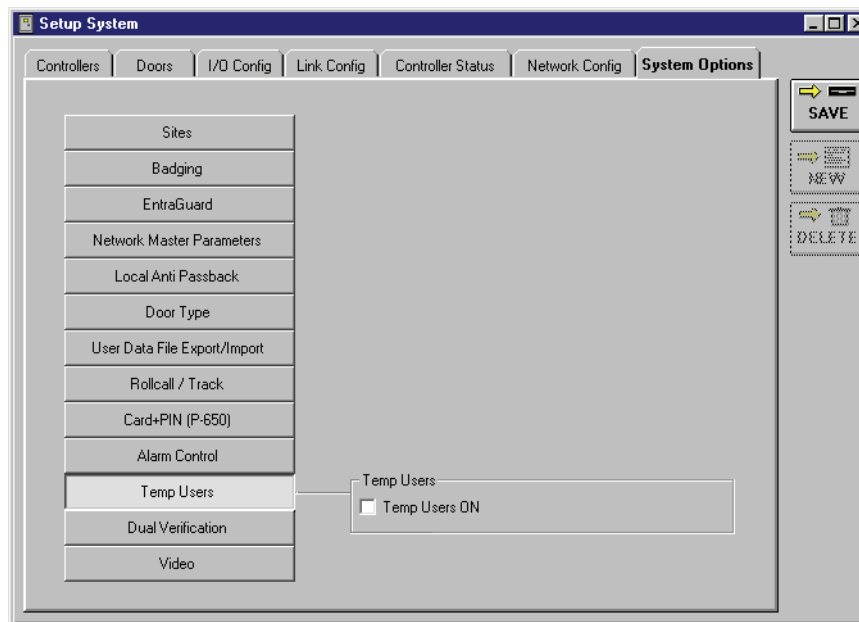 Setup System
Controllers Doors I/O Config Link Config Controller Status Network Config System Options
SAVE
NEW
DELETE
Sites
Badging
EntraGuard
Network Master Parameters
Local Anti Passback
Door Type
User Data File Export/Import
Rollcall / Track
Card+PIN (P-650)
Alarm Control
Temp Users
Temp Users
Temp Users ON
Dual Verification
Video